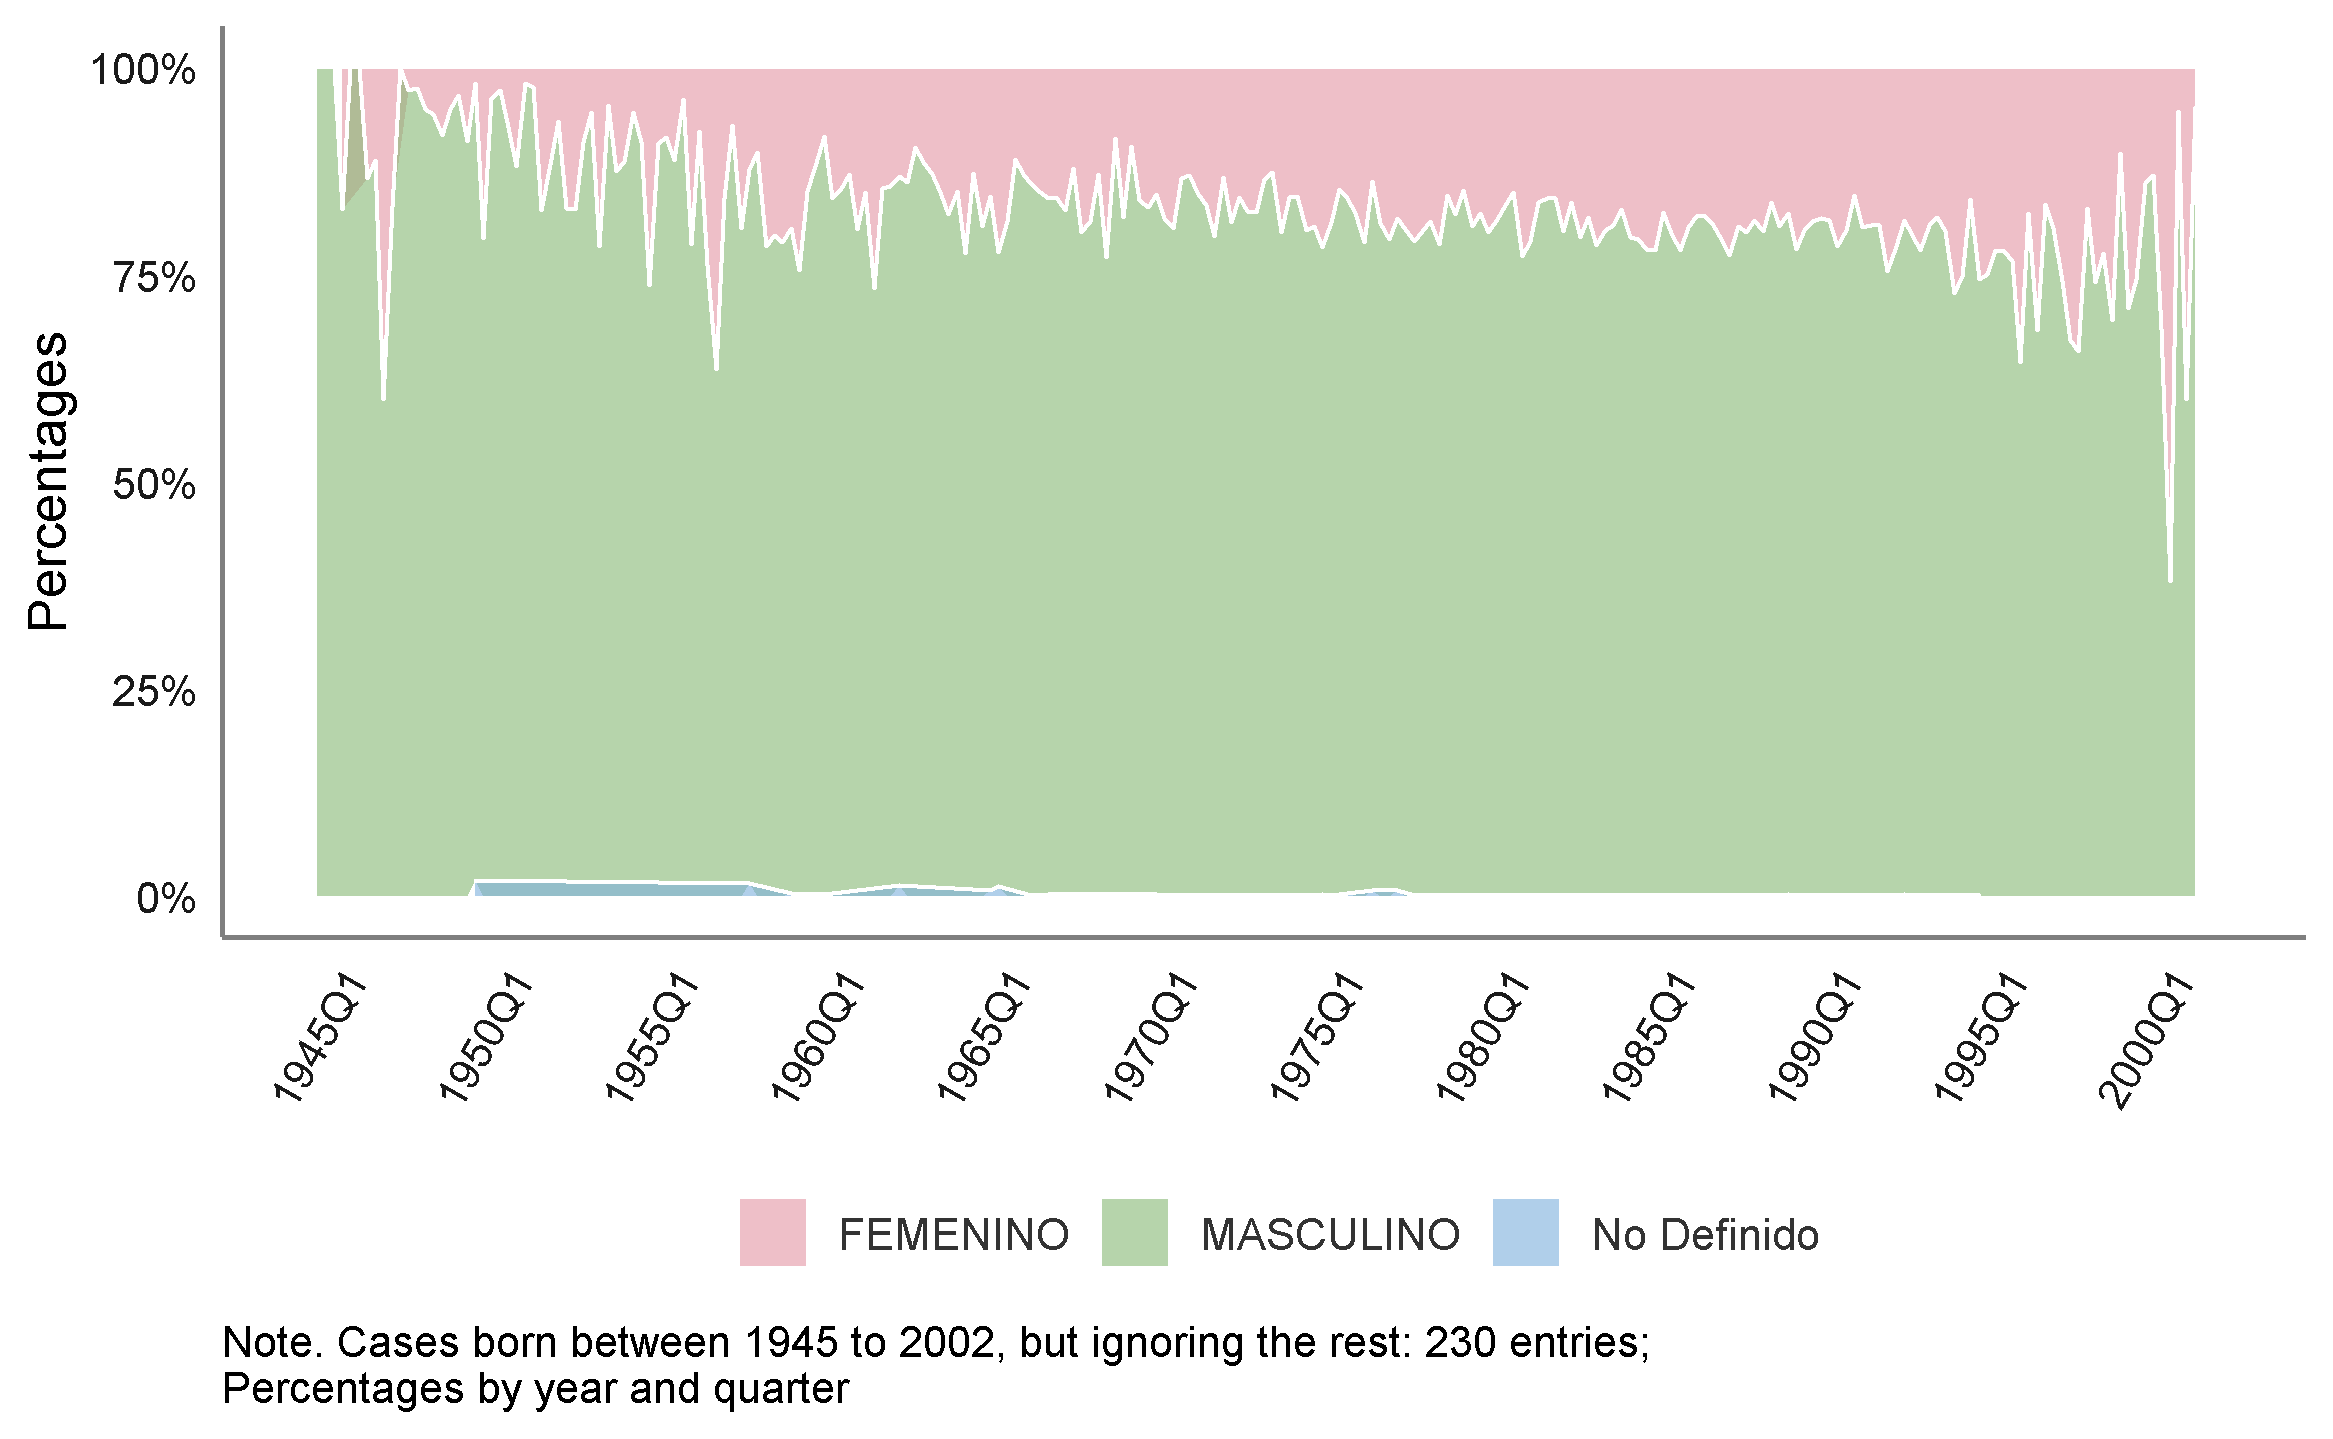 Percentages
100%
75%
50%
25%
0%
1945Q1
1950Q1
1955Q1
1960Q1
1965Q1
1970Q1
1975Q1
1980Q1
1985Q1
1990Q1
1995Q1
2000Q1
FEMENINO MASCULINO No Definido
Note. Cases born between 1945 to 2002, but ignoring the rest: 230 entries;
Percentages by year and quarter